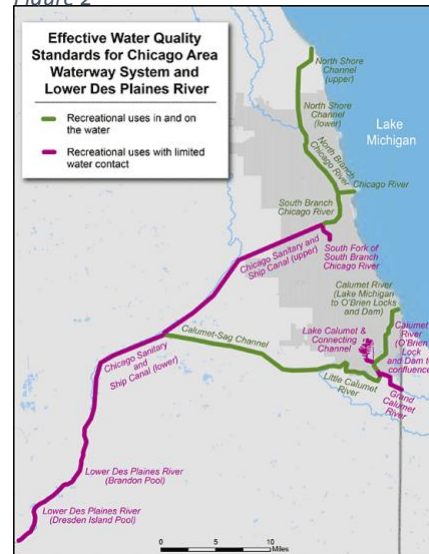 Figure 2
Effective Water Quality
Standards for Chicago Area
Waterway System and
Lower Des Plaines River
Recreational uses in and on
the water
Recreational uses with limited
water contact
North Shore
Channel
(upper)
North Shore
Channel
(lower)
Lake
Michigan
North Branch
Chicago River
Chicago River
South Branch
Chicago River
Chicago Sanitary and
Ship Canal (upper)
South Fork of
South Branch
Chicago River
Calumet River
(Lake Michigan
to O'Brien Locks
and Dam)
Calumet-Sag Channel
Lake Calumet &
Connecting
Channel
Calumet
River
(O'Brien
Lock
and Dam to
confluence
Chicago Sanitary
and
Ship Canal (lower)
Little Calumet
River
Grand
Calumet
River
Lower Des Plaines River
(Brandon Pool)
Lower Des Plaines River
(Dresden Island Pool)
0 5 10
Miles